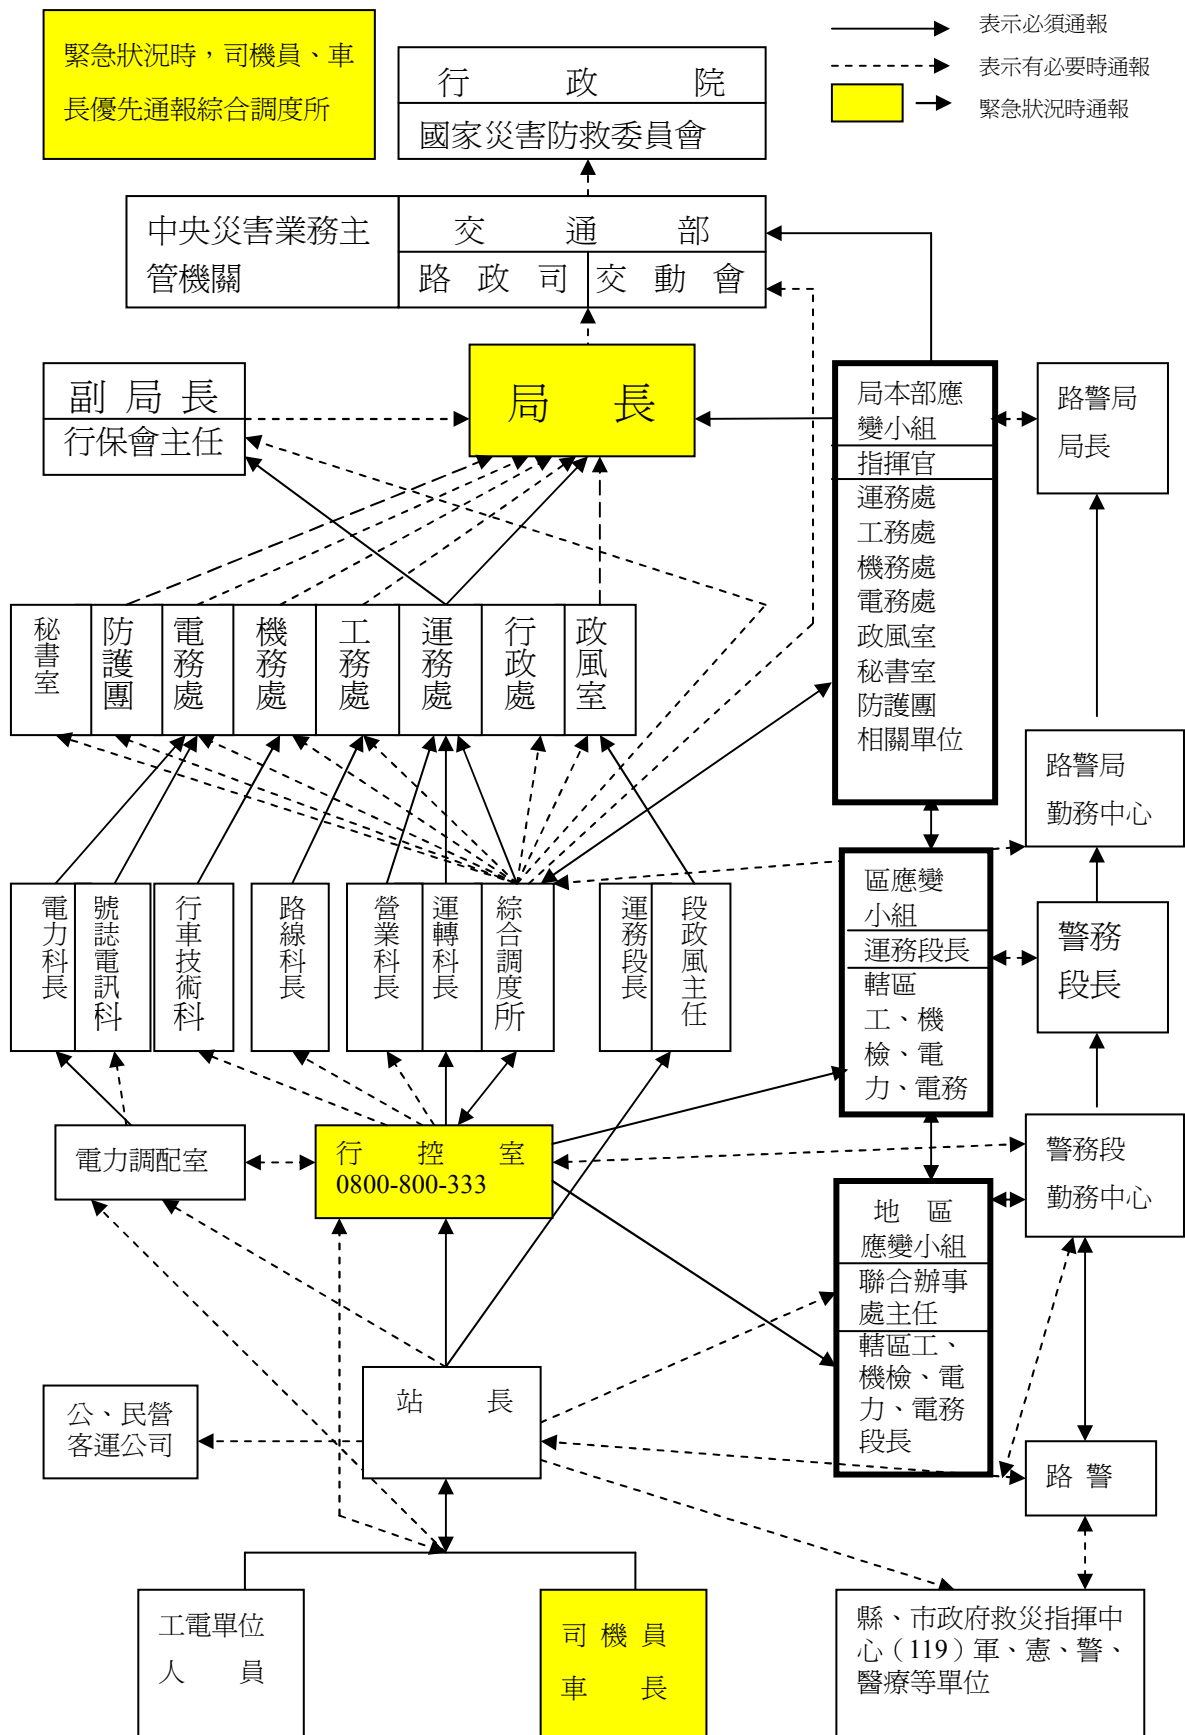 緊急狀況時，司機員、車
長優先通報綜合調度所
表示必須通報
表示有必要時通報
緊急狀況時通報
行政院
國家災害防救委員會
中央災害業務主
管機關
交通部
路政司
交動會
副局長
行保會主任
局長
局本部應
變小組
指揮官
運務處
工務處
機務處
電務處
政風室
秘書室
防護團
相關單位
路警局
局長
秘書室
防護團
電務處
機務處
工務處
運務處
行政處
政風室
路警局
勤務中心
電力科長
號誌電訊科
行車技術科
路線科長
營業科長
運轉科長
綜合調度所
運務段長
段政風主任
區應變
小組
運務段長
轄區
工、機
檢、電
力、電務
警務
段長
電力調配室
行控室
0800-800-333
警務段
勤務中心
地區
應變小組
聯合辦事
處主任
轄區工、
機檢、電
力、電務
段長
公、民營
客運公司
站長
路警
工電單位
人員
司機員
車長
縣、市政府救災指揮中
心（119）軍、憲、警、
醫療等單位